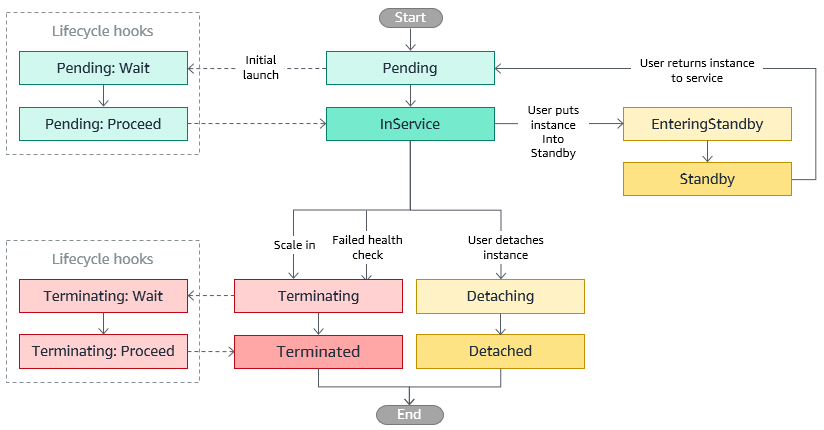 Start
Lifecycle hooks
Pending: Wait
Initial
launch
Pending
User returns instance
to service
Pending: Proceed
InService
User puts
instance
Into
Standby
EnteringStandby
Standby
Scale in
Failed health
check
User detaches
instance
Lifecycle hooks
Terminating: Wait
Terminating
Detaching
Terminating: Proceed
Terminated
Detached
End